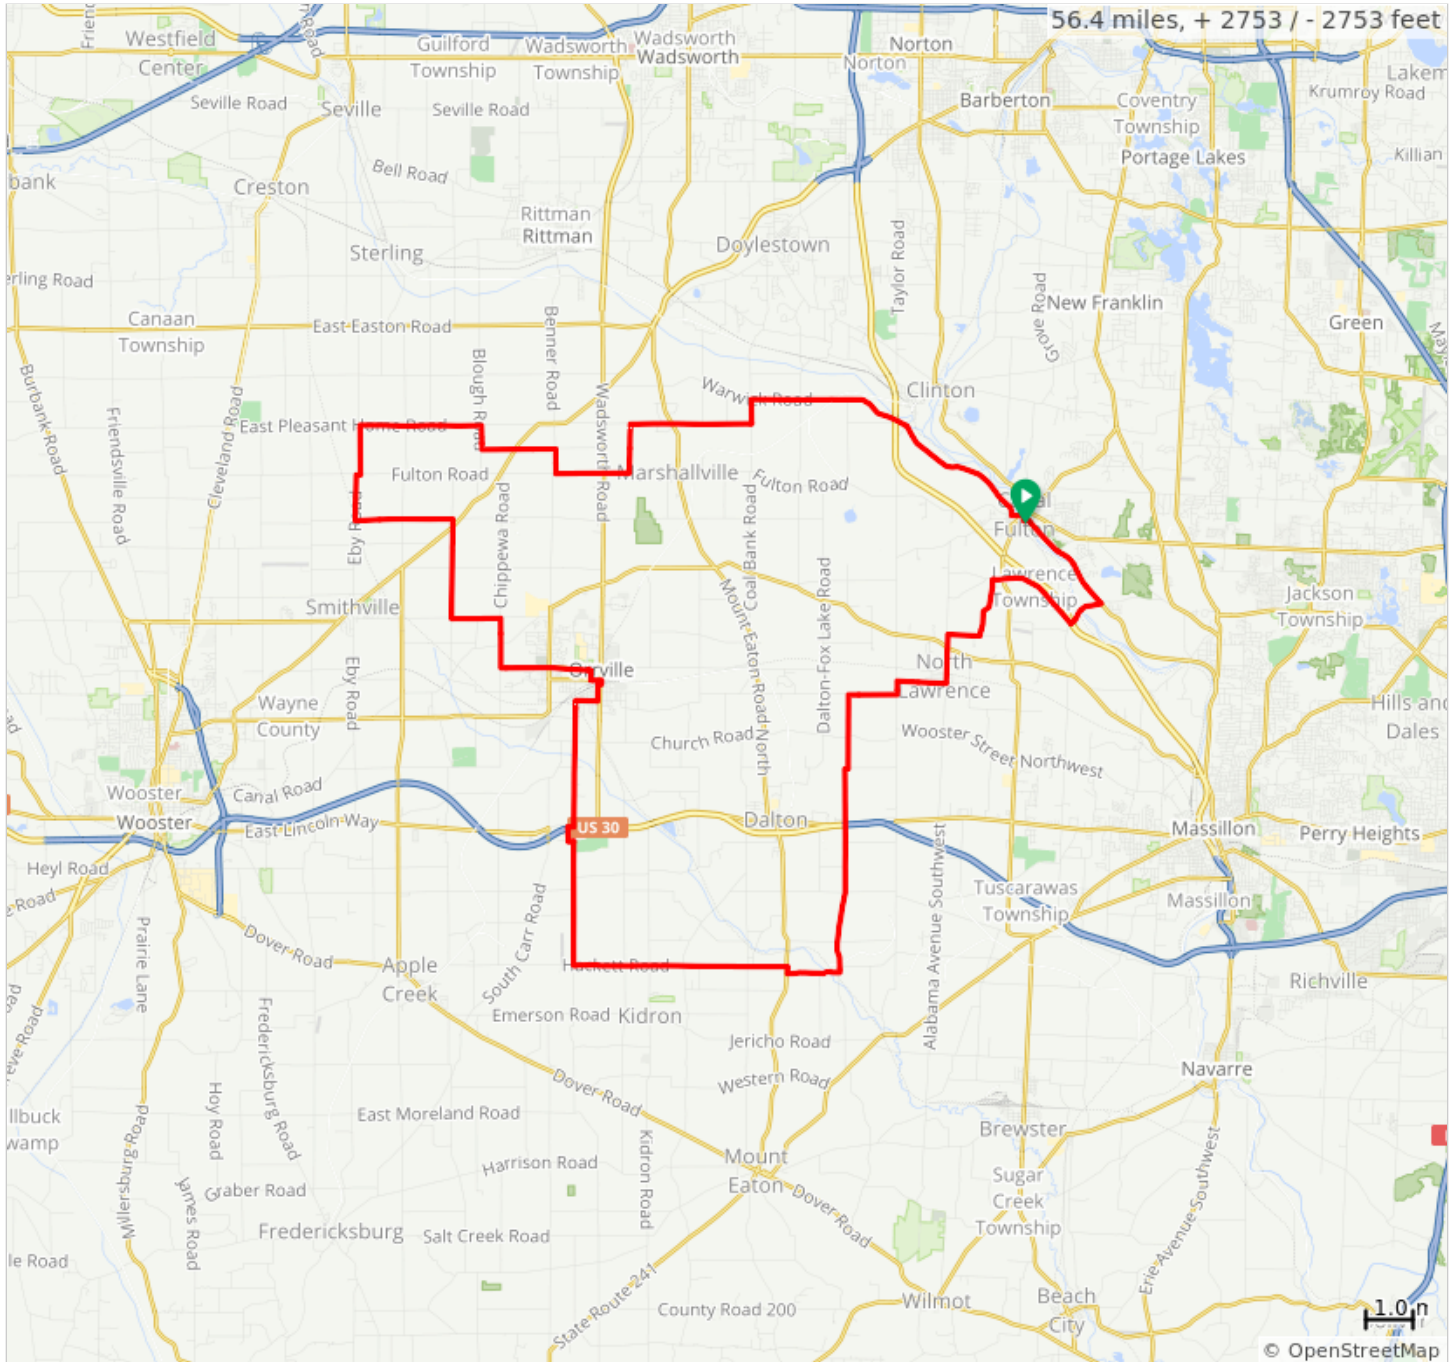 56.4 miles, + 2753 / - 2753 feet
Westfield
Center
Guilford
Township
Wadsworth
Township
Wadsworth
Wadsworth
Norton
Norton
Seville Road
Seville
Seville Road
Barberton
Coventry
Township
Krumroy Road
Portage Lakes
Killian
Bell Road
Creston
Rittman
Rittman
Sterling
Doylestown
Taylor Road
Grove Road
New Franklin
Green
Canaan
Township
East Easton Road
Benner Road
Blough Road
Burbank Road
Friendsville Road
Cleveland Road
East Pleasant Home Road
Wadsworth Road
Warwick Road
Clinton
Fulton Road
Marshallville
Fulton Road
Fulton
Eby Road
Chippewa Road
Coal Bank Road
Mount Eaton Road North
Dalton-Fox Lake Road
Lawrence
Township
Jackson
Township
Smithville
Eby Road
Orrville
North
Lawrence
Wayne
County
Church Road
Wooster Street Northwest
Hills and
Dales
Wooster
Wooster
Canal Road
East Lincoln Way
US 30
Dalton
Massillon
Perry Heights
Heyl Road
Prairie Lane
Dover Road
South Carr Road
Alabama Avenue Southwest
Tuscarawas
Township
Massillon
Apple
Creek
Hackett Road
Richville
Fredericksburg Road
Emerson Road
Kidron
Jericho Road
Western Road
Navarre
Hoy Road
Dover Road
East Moreland Road
Brewster
Millersburg Road
Harrison Road
Kidron Road
Mount
Eaton
Sugar
Creek
Township
James Road
Graber Road
Dover Road
Erie Avenue Southwest
Fredericksburg
Salt Creek Road
State Route 241
County Road 200
Wilmot
Beach
City
© OpenStreetMap